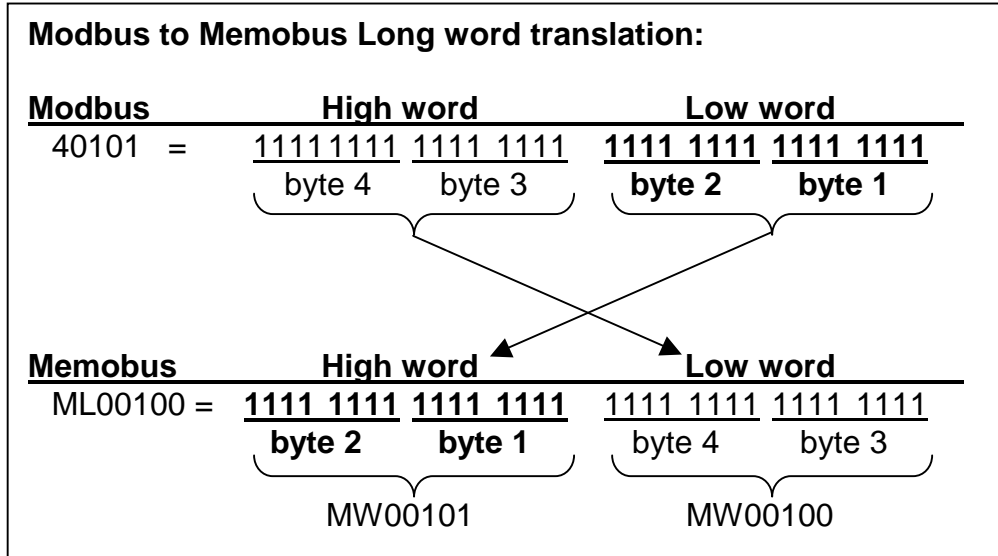 Modbus to Memobus Long word translation:
Modbus High word Low word
40101 = 1111 1111 1111 1111 1111 1111 1111 1111
byte 4 byte 3 byte 2 byte 1
Memobus High word Low word
ML00100 = 1111 1111 1111 1111 1111 1111 1111 1111
byte 2 byte 1 byte 4 byte 3
MW00101 MW00100